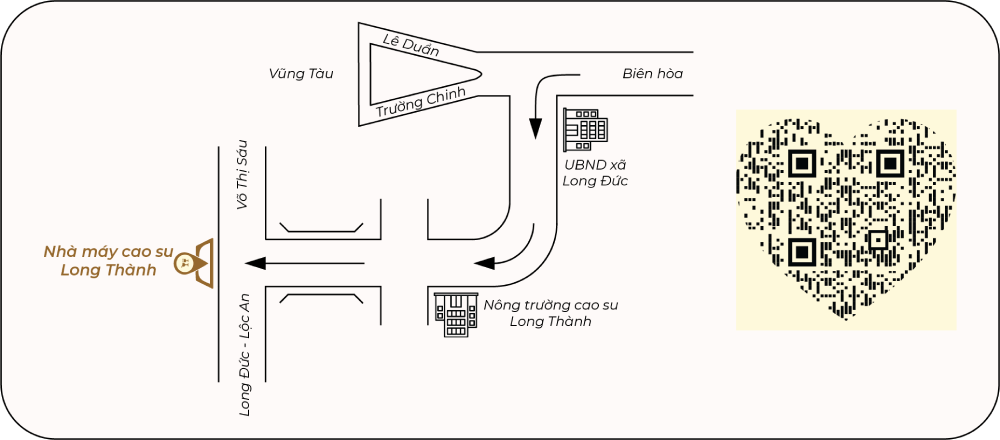 Lê Duẩn
Vũng Tàu
Biên hòa
Trường Chinh
UBND xã
Long Đức
Võ Thị Sáu
Nhà máy cao su
Long Thành
Nông trường cao su
Long Thành
Long Đức - Lộc An